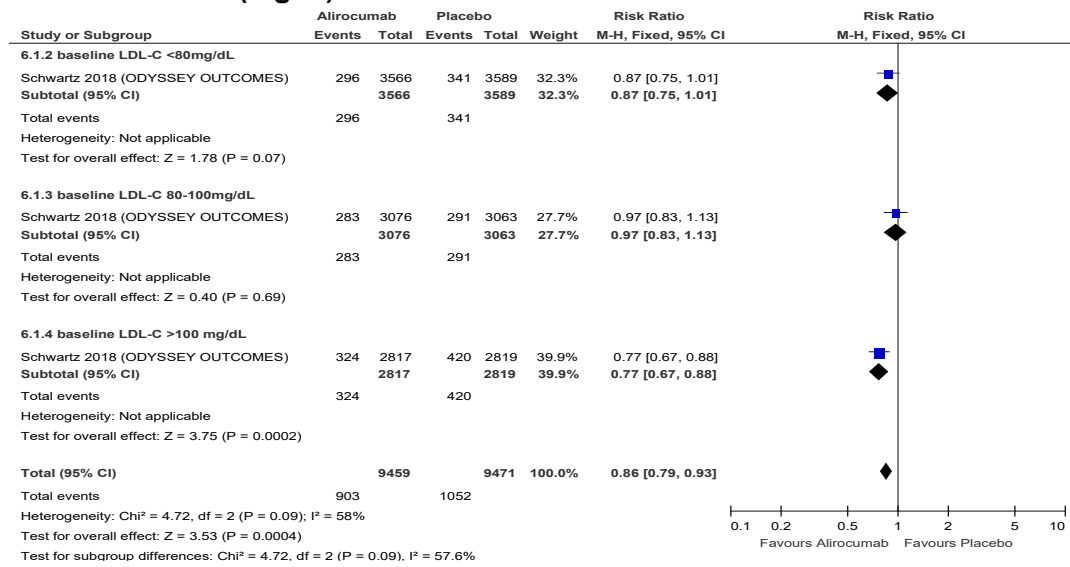 Alirocumab Placebo Risk Ratio Risk Ratio
Study or Subgroup Events Total Events Total Weight M-H, Fixed, 95% CI M-H, Fixed, 95% CI
6.1.2 baseline LDL-C <80mg/dL
Schwartz 2018 (ODYSSEY OUTCOMES) 296 3566 341 3589 32.3% 0.87 [0.75, 1.01]
Subtotal (95% CI) 3566 3589 32.3% 0.87 [0.75, 1.01]
Total events 296 341
Heterogeneity: Not applicable
Test for overall effect: Z = 1.78 (P = 0.07)
6.1.3 baseline LDL-C 80-100mg/dL
Schwartz 2018 (ODYSSEY OUTCOMES) 283 3076 291 3063 27.7% 0.97 [0.83, 1.13]
Subtotal (95% CI) 3076 3063 27.7% 0.97 [0.83, 1.13]
Total events 283 291
Heterogeneity: Not applicable
Test for overall effect: Z = 0.40 (P = 0.69)
6.1.4 baseline LDL-C >100 mg/dL
Schwartz 2018 (ODYSSEY OUTCOMES) 324 2817 420 2819 39.9% 0.77 [0.67, 0.88]
Subtotal (95% CI) 2817 2819 39.9% 0.77 [0.67, 0.88]
Total events 324 420
Heterogeneity: Not applicable
Test for overall effect: Z = 3.75 (P = 0.0002)
Total (95% CI) 9459 9471 100.0% 0.86 [0.79, 0.93]
Total events 903 1052
Heterogeneity: Chi² = 4.72, df = 2 (P = 0.09); I² = 58%
Test for overall effect: Z = 3.53 (P = 0.0004)
Test for subgroup differences: Chi² = 4.72, df = 2 (P = 0.09), I² = 57.6%
0.1 0.2 0.5 1 2 5 10
Favours Alirocumab Favours Placebo